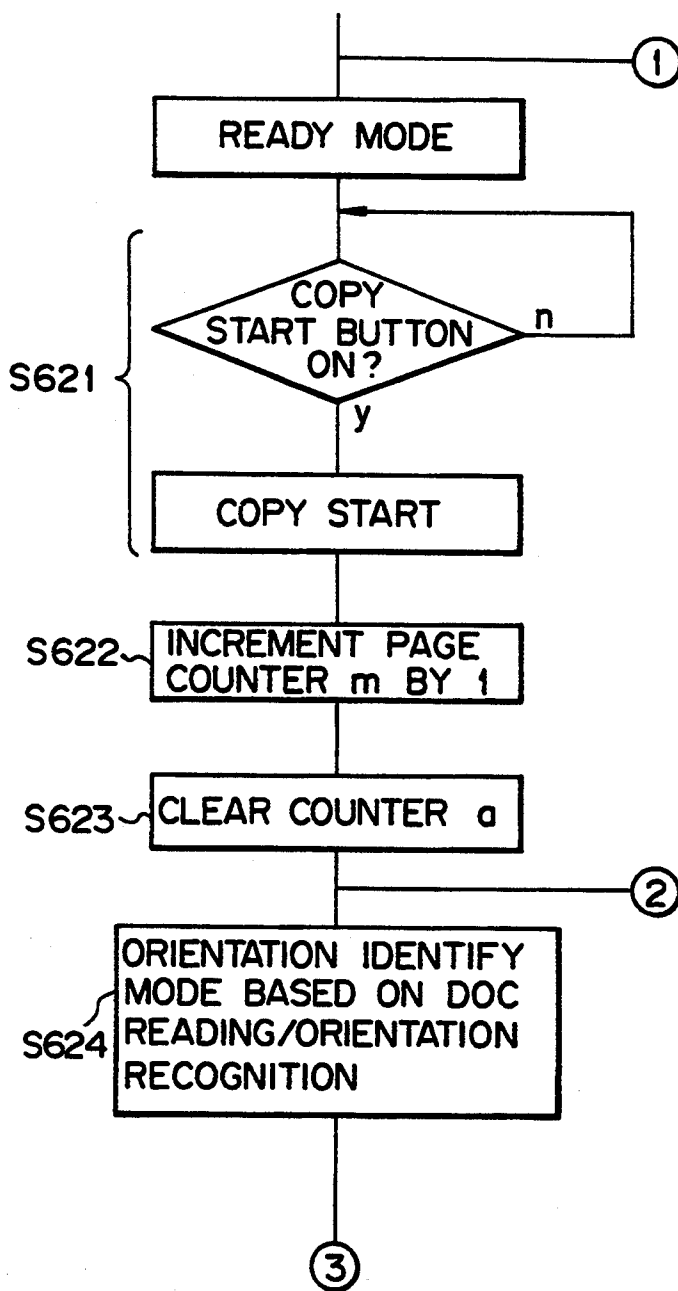 1
READY MODE
COPY
START BUTTON
ON?
n
y
S621
COPY START
S622
INCREMENT PAGE
COUNTER m BY 1
S623
CLEAR COUNTER a
2
S624
ORIENTATION IDENTIFY
MODE BASED ON DOC
READING/ORIENTATION
RECOGNITION
3